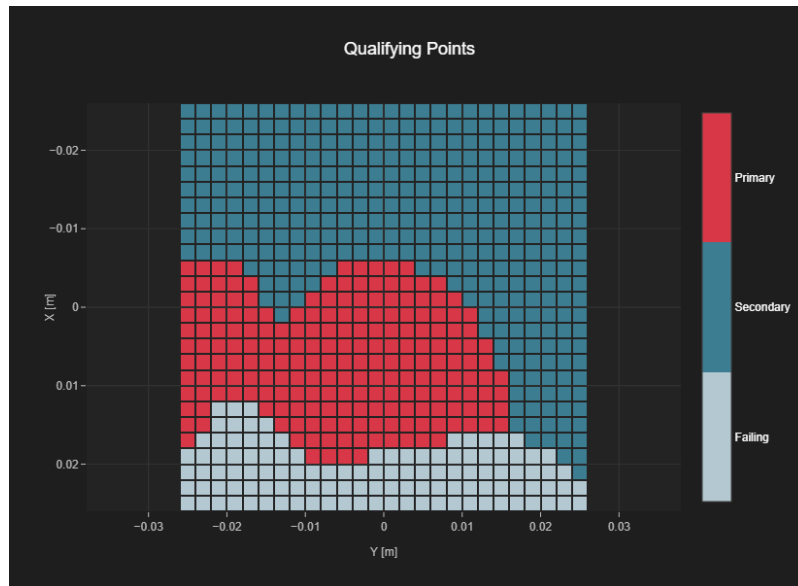 Qualifying Points
−0.02
−0.01
0
0.01
0.02
X [m]
−0.03
−0.02
−0.01
0
0.01
0.02
0.03
Y [m]
Primary
Secondary
Failing